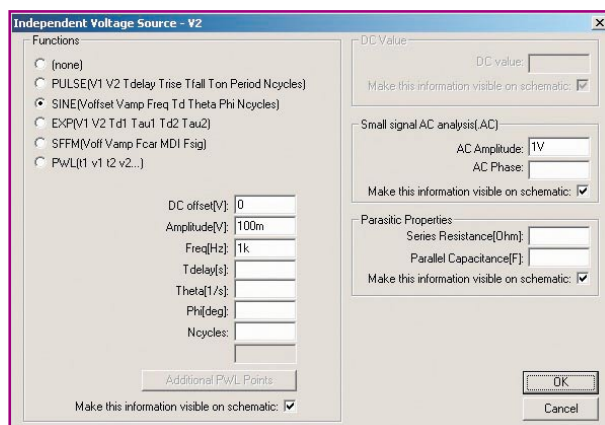 Independent Voltage Source - V2
Functions
(none)
PULSE(V1 V2 Tdelay Trise Tfall Ton Period Ncycles)
SINE(Voffset Vamp Freq Td Theta Phi Ncycles)
EXP(V1 V2 Td1 Tau1 Td2 Tau2)
SFFM(Voff Vamp Fcar MDI Fsig)
PWL(t1 v1 t2 v2...)
DC offset[V]: 0
Amplitude[V]: 100m
Freq[Hz]: 1k
Tdelay[s]:
Theta[1/s]:
Phi[deg]:
Ncycles:
Additional PWL Points
Make this information visible on schematic:
DC Value
DC value:
Make this information visible on schematic:
Small signal AC analysis(.AC)
AC Amplitude: 1V
AC Phase:
Make this information visible on schematic:
Parasitic Properties
Series Resistance[Ohm]:
Parallel Capacitance[F]:
Make this information visible on schematic:
OK
Cancel